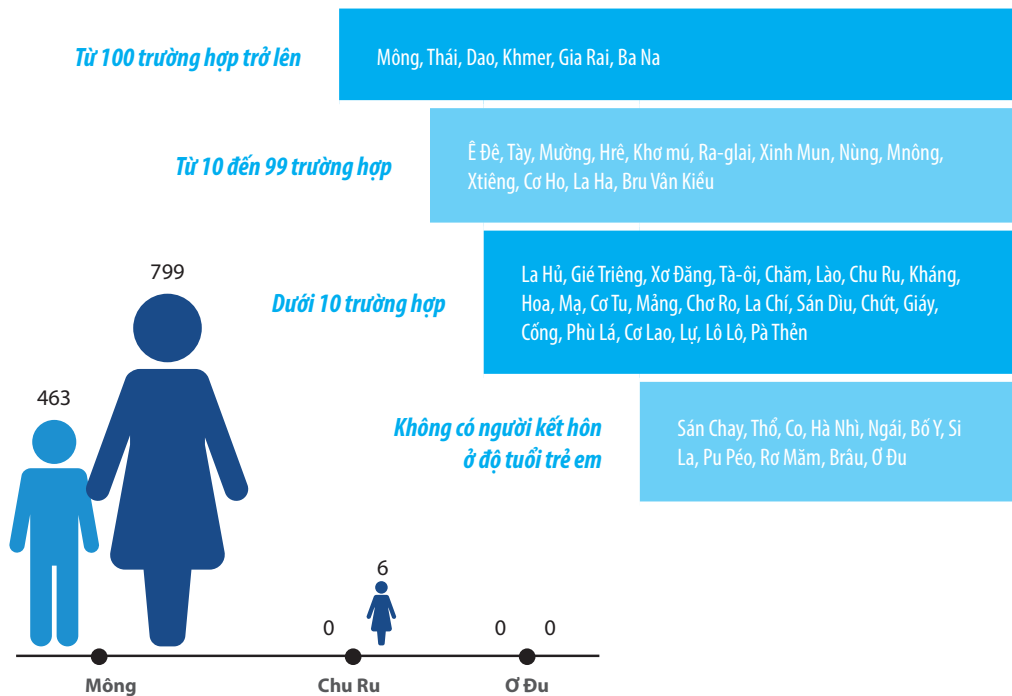 Từ 100 trường hợp trở lên
Mông, Thái, Dao, Khmer, Gia Rai, Ba Na
Từ 10 đến 99 trường hợp
Ê Đê, Tày, Mường, Hrê, Khơ mú, Ra-glai, Xinh Mun, Nùng, Mnông,
Xtiêng, Cơ Ho, La Ha, Bru Vân Kiều
Dưới 10 trường hợp
La Hủ, Gié Triêng, Xơ Đăng, Tà-ôi, Chăm, Lào, Chu Ru, Kháng,
Hoa, Mạ, Cơ Tu, Mảng, Chơ Ro, La Chí, Sán Dìu, Chứt, Giáy,
Cống, Phù Lá, Cơ Lao, Lự, Lô Lô, Pà Thẻn
Không có người kết hôn
ở độ tuổi trẻ em
Sán Chay, Thổ, Co, Hà Nhì, Ngái, Bố Y, Si
La, Pu Péo, Rơ Măm, Brâu, Ơ Đu
799
463
6
0
0
0
Mông
Chu Ru
Ơ Đu